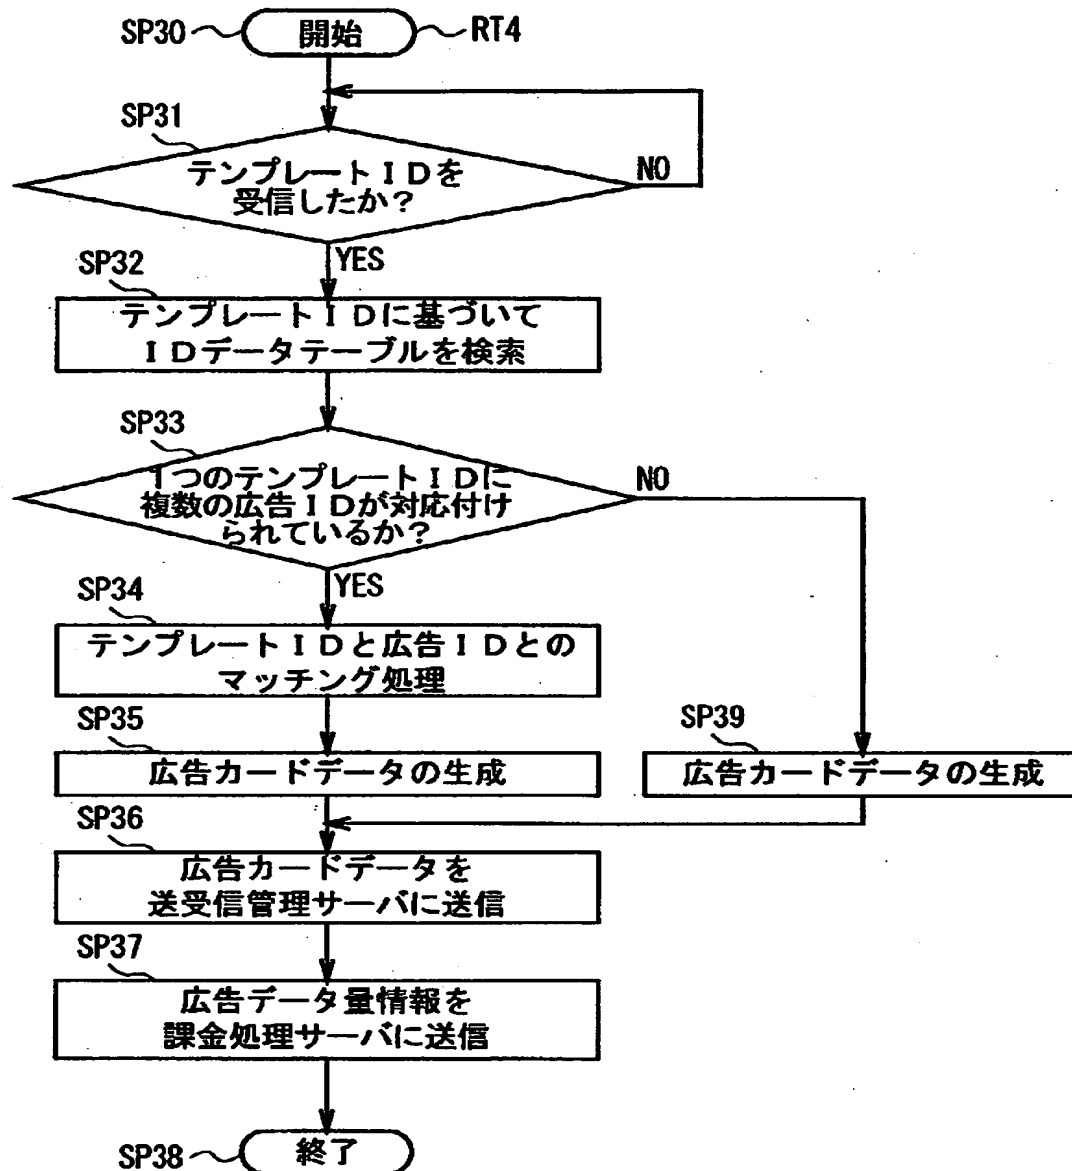 SP30
開始
RT4
SP31
テンプレートＩＤを
受信したか？
NO
YES
SP32
テンプレートＩＤに基づいて
ＩＤデータテーブルを検索
SP33
１つのテンプレートＩＤに
複数の広告ＩＤが対応付け
られているか？
NO
YES
SP34
テンプレートＩＤと広告ＩＤとの
マッチング処理
SP35
広告カードデータの生成
SP39
広告カードデータの生成
SP36
広告カードデータを
送受信管理サーバに送信
SP37
広告データ量情報を
課金処理サーバに送信
SP38
終了